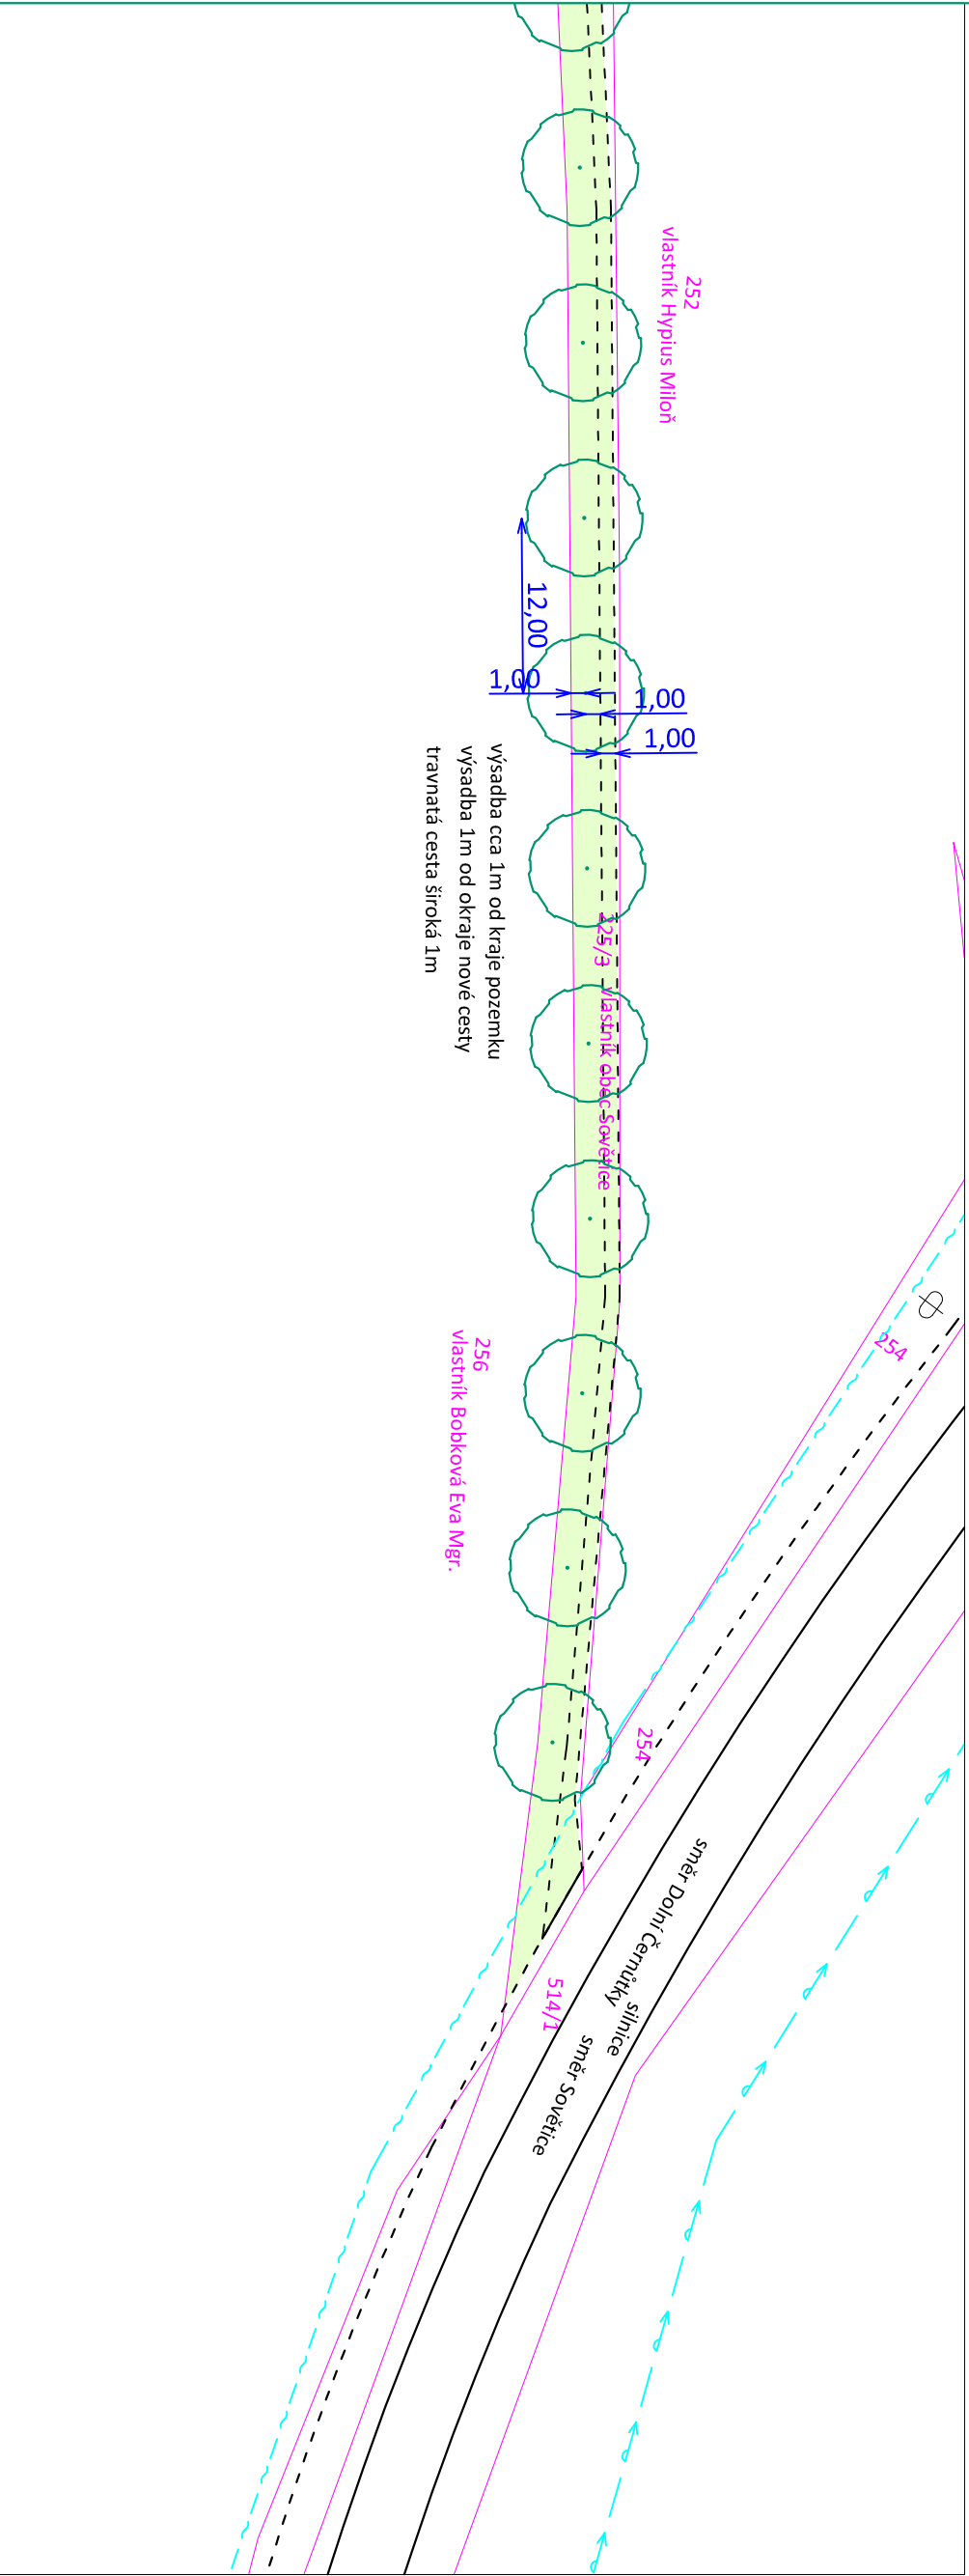 252
vlastník Hypius Miloň
12,00
1,00
1,00
1,00
výsadba cca 1m od kraje pozemku
výsadba 1m od okraje nové cesty
travnatá cesta široká 1m
225/3 vlastník obec Sovětice
254
256
vlastník Bobková Eva Mgr.
254
směr Dolní Černůtky
silnice
514/1
směr Sovětice